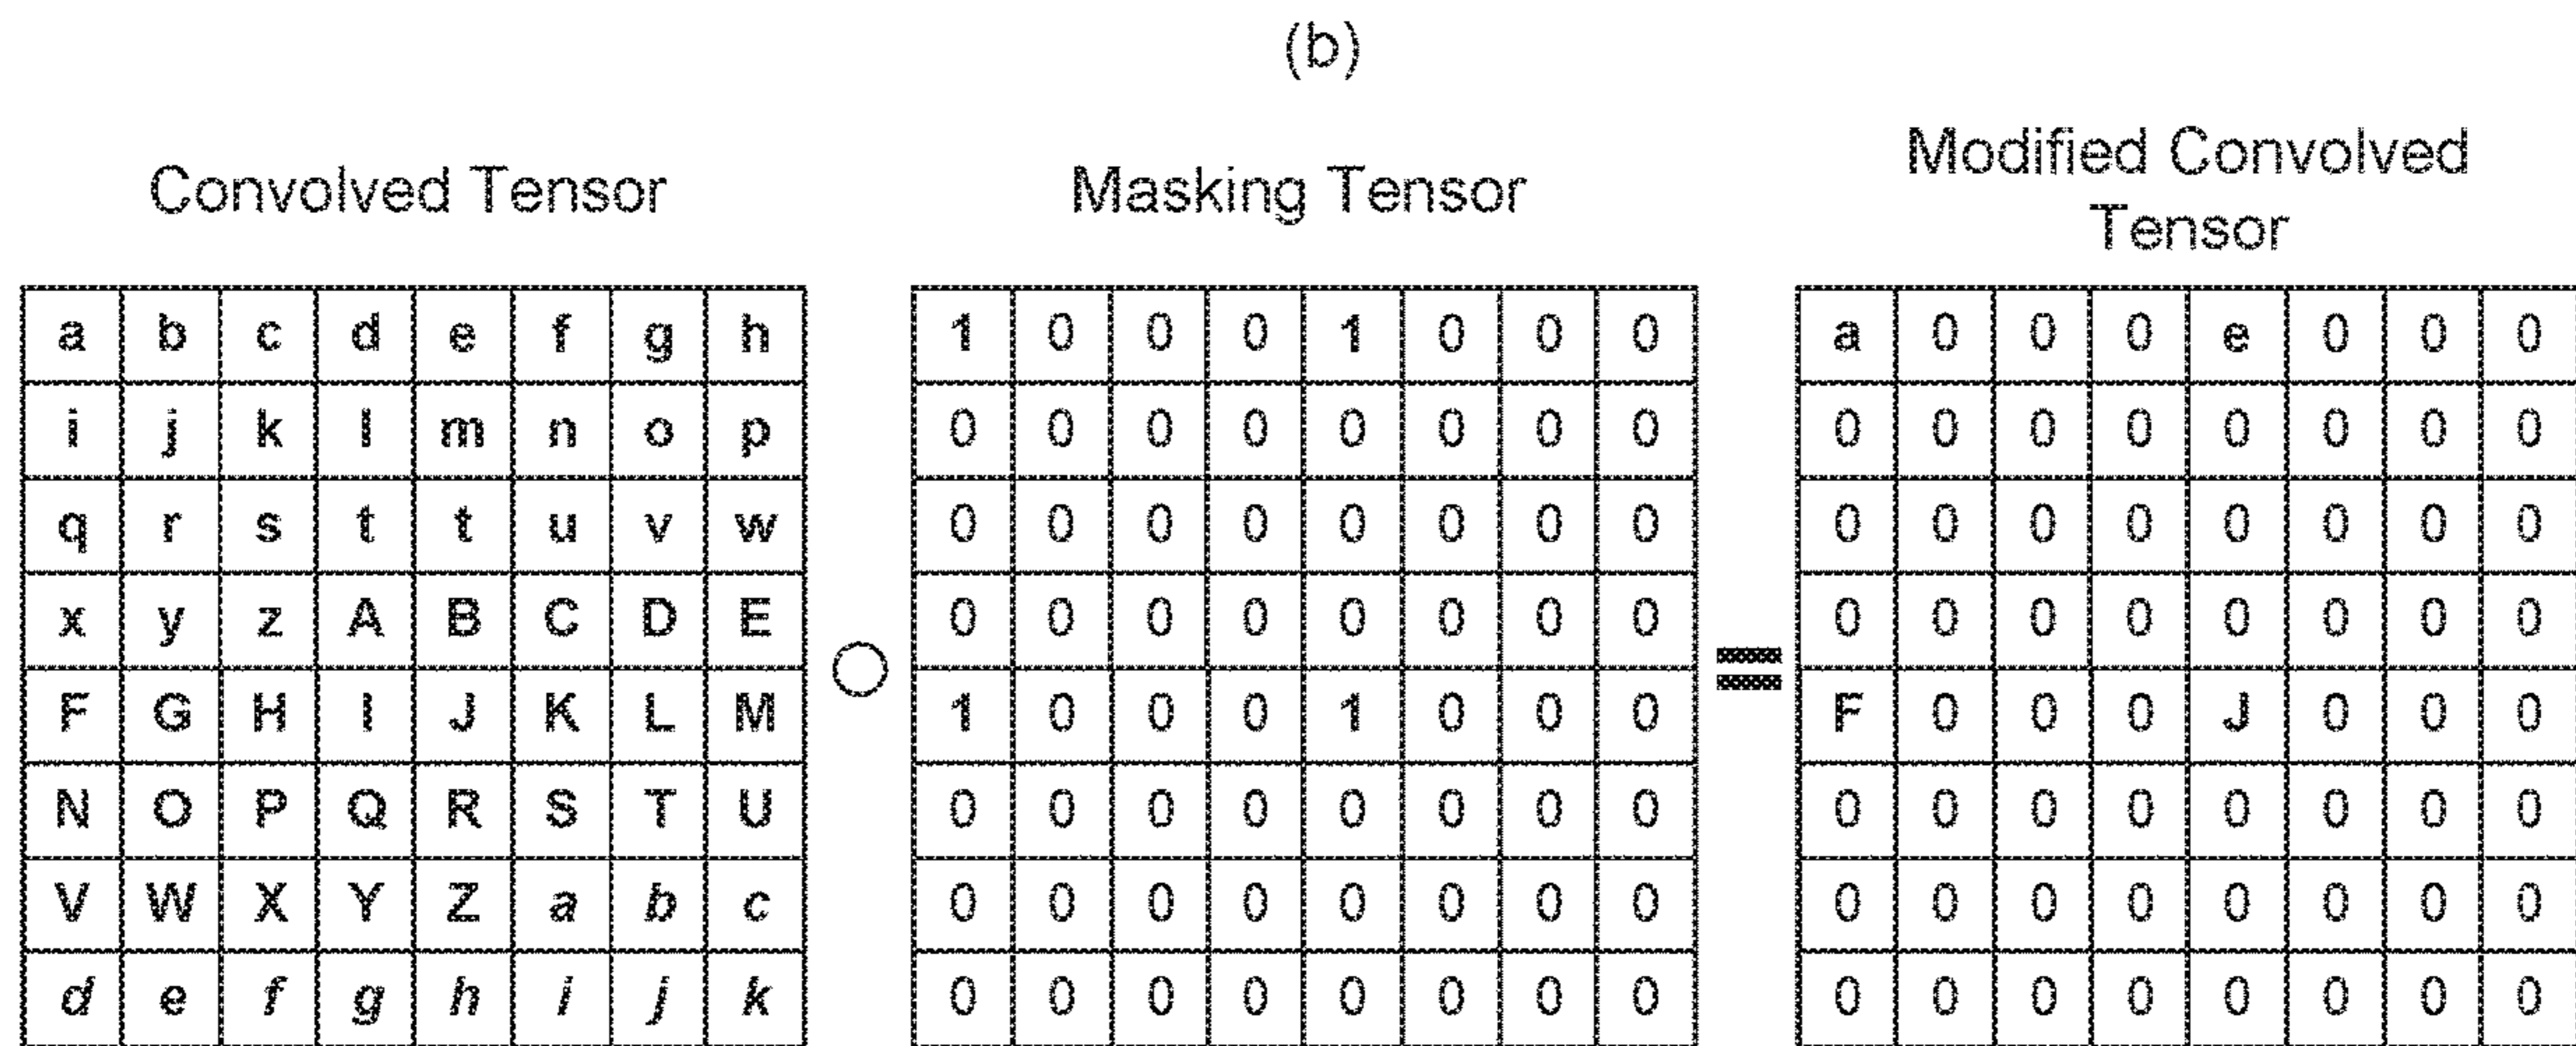 (b)
Convolved Tensor Masking Tensor Modified Convolved
Tensor
a b c d e f g h 1 0 0 0 1 0 0 0 a 0 0 0 e 0 0 0
i j k l m n o p 0 0 0 0 0 0 0 0 0 0 0 0 0 0 0 0
q r s t t u v w 0 0 0 0 0 0 0 0 0 0 0 0 0 0 0 0
x y z A B C D E 0 0 0 0 0 0 0 0 0 0 0 0 0 0 0 0
F G H I J K L M ○ 1 0 0 0 1 0 0 0 = F 0 0 0 J 0 0 0
N O P Q R S T U 0 0 0 0 0 0 0 0 0 0 0 0 0 0 0 0
V W X Y Z a b c 0 0 0 0 0 0 0 0 0 0 0 0 0 0 0 0
d e f g h i j k 0 0 0 0 0 0 0 0 0 0 0 0 0 0 0 0